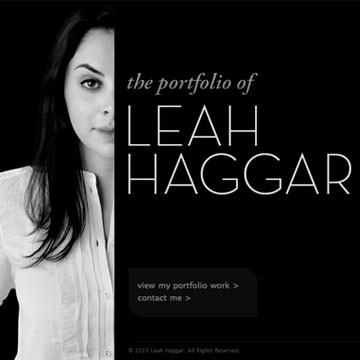 the portfolio of
LEAH
HAGGAR
view my portfolio work >
contact me >
© 2010 Leah Haggar. All Rights Reserved.